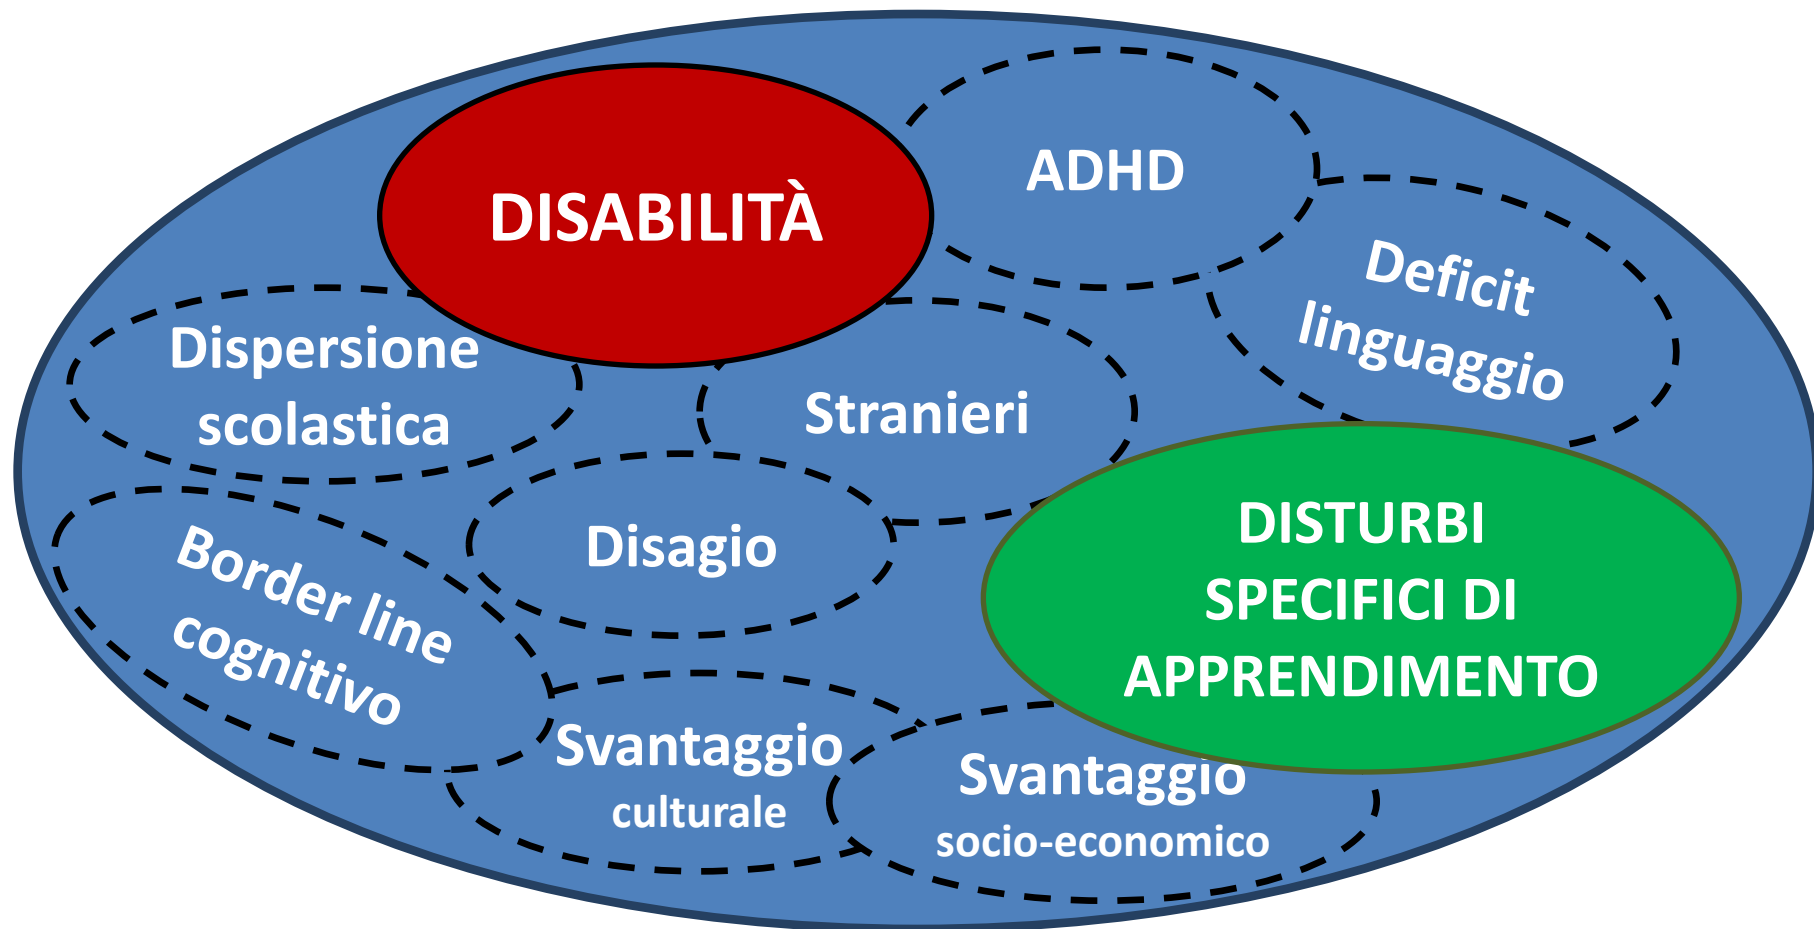 DISABILITÀ
ADHD
Deficit
linguaggio
Dispersione
scolastica
Stranieri
Disagio
DISTURBI
SPECIFICI DI
APPRENDIMENTO
Border line
cognitivo
Svantaggio
culturale
Svantaggio
socio-economico